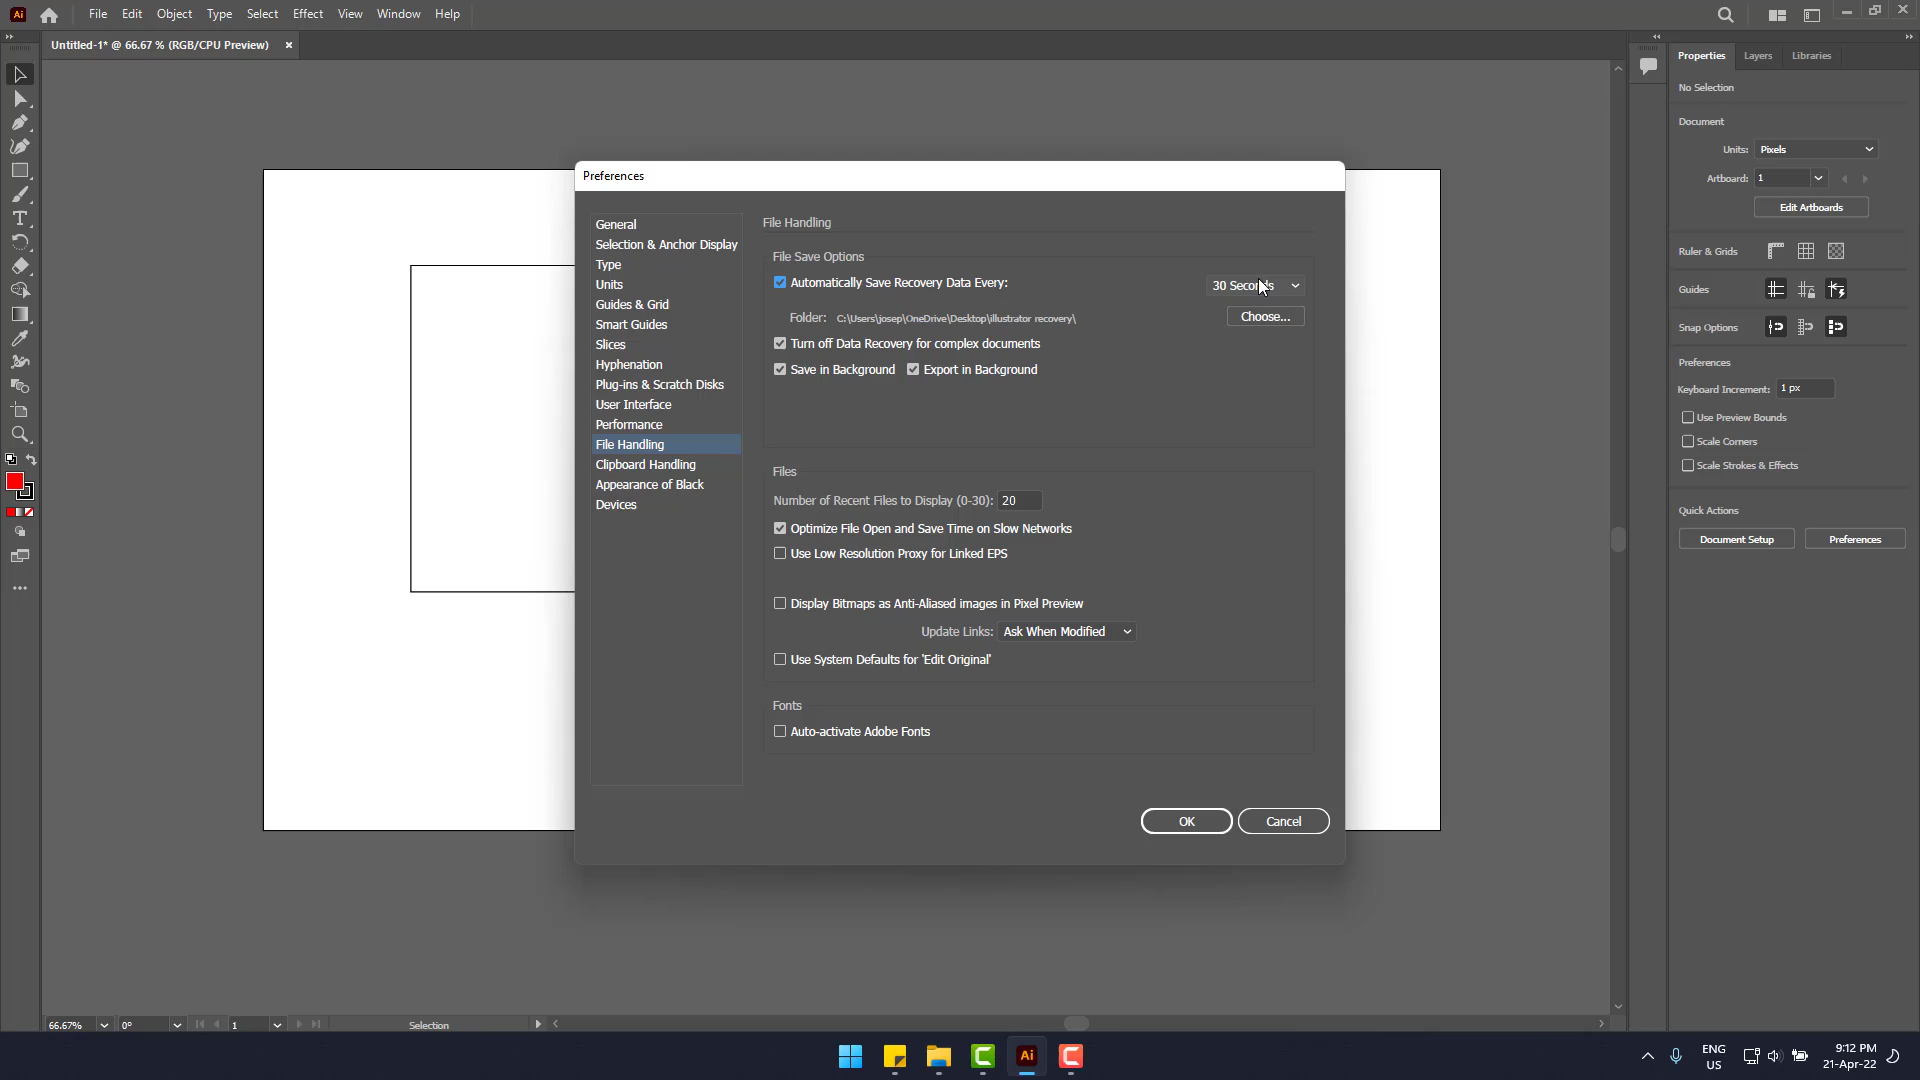 Ai File Edit Object Type Select Effect View Window Help
Untitled-1* @ 66.67 % (RGB/CPU Preview)
Preferences
General
Selection & Anchor Display
Type
Units
Guides & Grid
Smart Guides
Slices
Hyphenation
Plug-ins & Scratch Disks
User Interface
Performance
File Handling
Clipboard Handling
Appearance of Black
Devices
File Handling
File Save Options
Automatically Save Recovery Data Every: 30 Seconds
Folder: C:\Users\josep\OneDrive\Desktop\illustrator recovery\ Choose...
Turn off Data Recovery for complex documents
Save in Background Export in Background
Files
Number of Recent Files to Display (0-30): 20
Optimize File Open and Save Time on Slow Networks
Use Low Resolution Proxy for Linked EPS
Display Bitmaps as Anti-Aliased images in Pixel Preview
Update Links: Ask When Modified
Use System Defaults for 'Edit Original'
Fonts
Auto-activate Adobe Fonts
OK Cancel
Properties Layers Libraries
No Selection
Document
Units: Pixels
Artboard: 1
Edit Artboards
Ruler & Grids
Guides
Snap Options
Preferences
Keyboard Increment: 1 px
Use Preview Bounds
Scale Corners
Scale Strokes & Effects
Quick Actions
Document Setup Preferences
66.67% 0° 1 Selection
Ai
ENG
US
9:12 PM
21-Apr-22